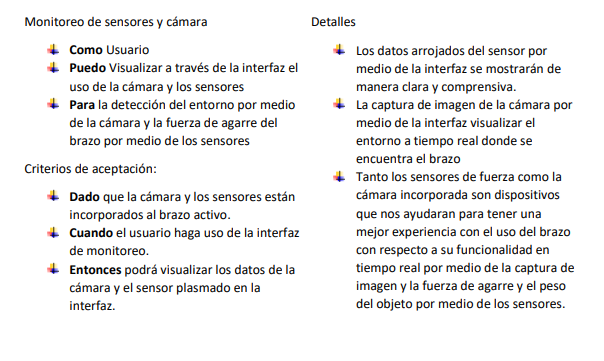 Monitoreo de sensores y cámara
Como Usuario
Puedo Visualizar a través de la interfaz el
uso de la cámara y los sensores
Para la detección del entorno por medio
de la cámara y la fuerza de agarre del
brazo por medio de los sensores
Criterios de aceptación:
Dado que la cámara y los sensores están
incorporados al brazo activo.
Cuando el usuario haga uso de la interfaz
de monitoreo.
Entonces podrá visualizar los datos de la
cámara y el sensor plasmado en la
interfaz.
Detalles
Los datos arrojados del sensor por
medio de la interfaz se mostrarán de
manera clara y comprensiva.
La captura de imagen de la cámara por
medio de la interfaz visualizar el
entorno a tiempo real donde se
encuentra el brazo
Tanto los sensores de fuerza como la
cámara incorporada son dispositivos
que nos ayudaran para tener una
mejor experiencia con el uso del brazo
con respecto a su funcionalidad en
tiempo real por medio de la captura de
imagen y la fuerza de agarre y el peso
del objeto por medio de los sensores.